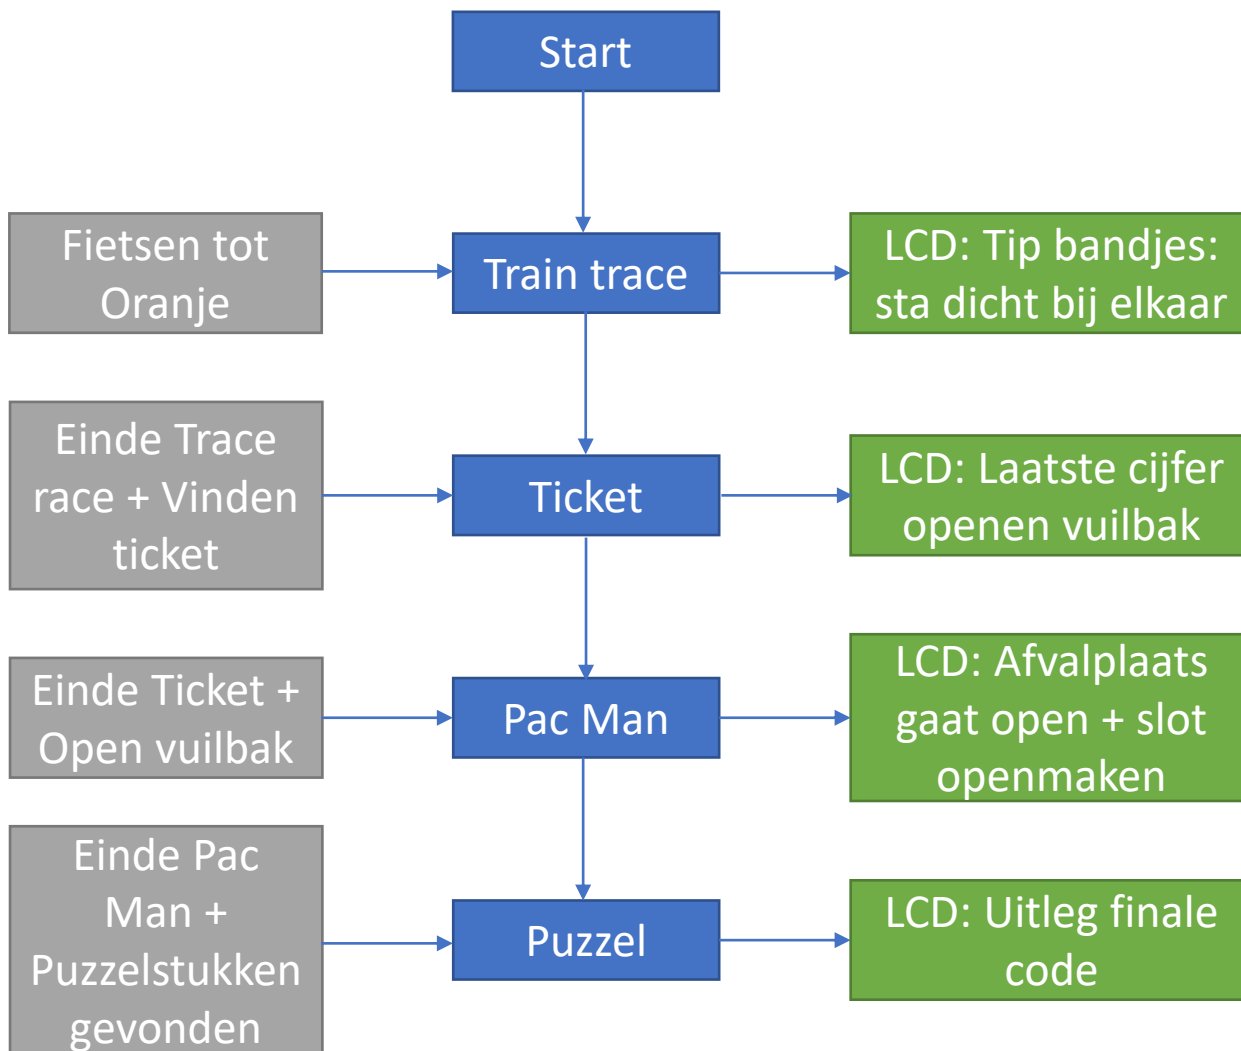 Start
Fietsen tot
Oranje
Train trace
LCD: Tip bandjes:
sta dicht bij elkaar
Einde Trace
race + Vinden
ticket
Ticket
LCD: Laatste cijfer
openen vuilbak
Einde Ticket +
Open vuilbak
Pac Man
LCD: Afvalplaats
gaat open + slot
openmaken
Einde Pac
Man +
Puzzelstukken
gevonden
Puzzel
LCD: Uitleg finale
code